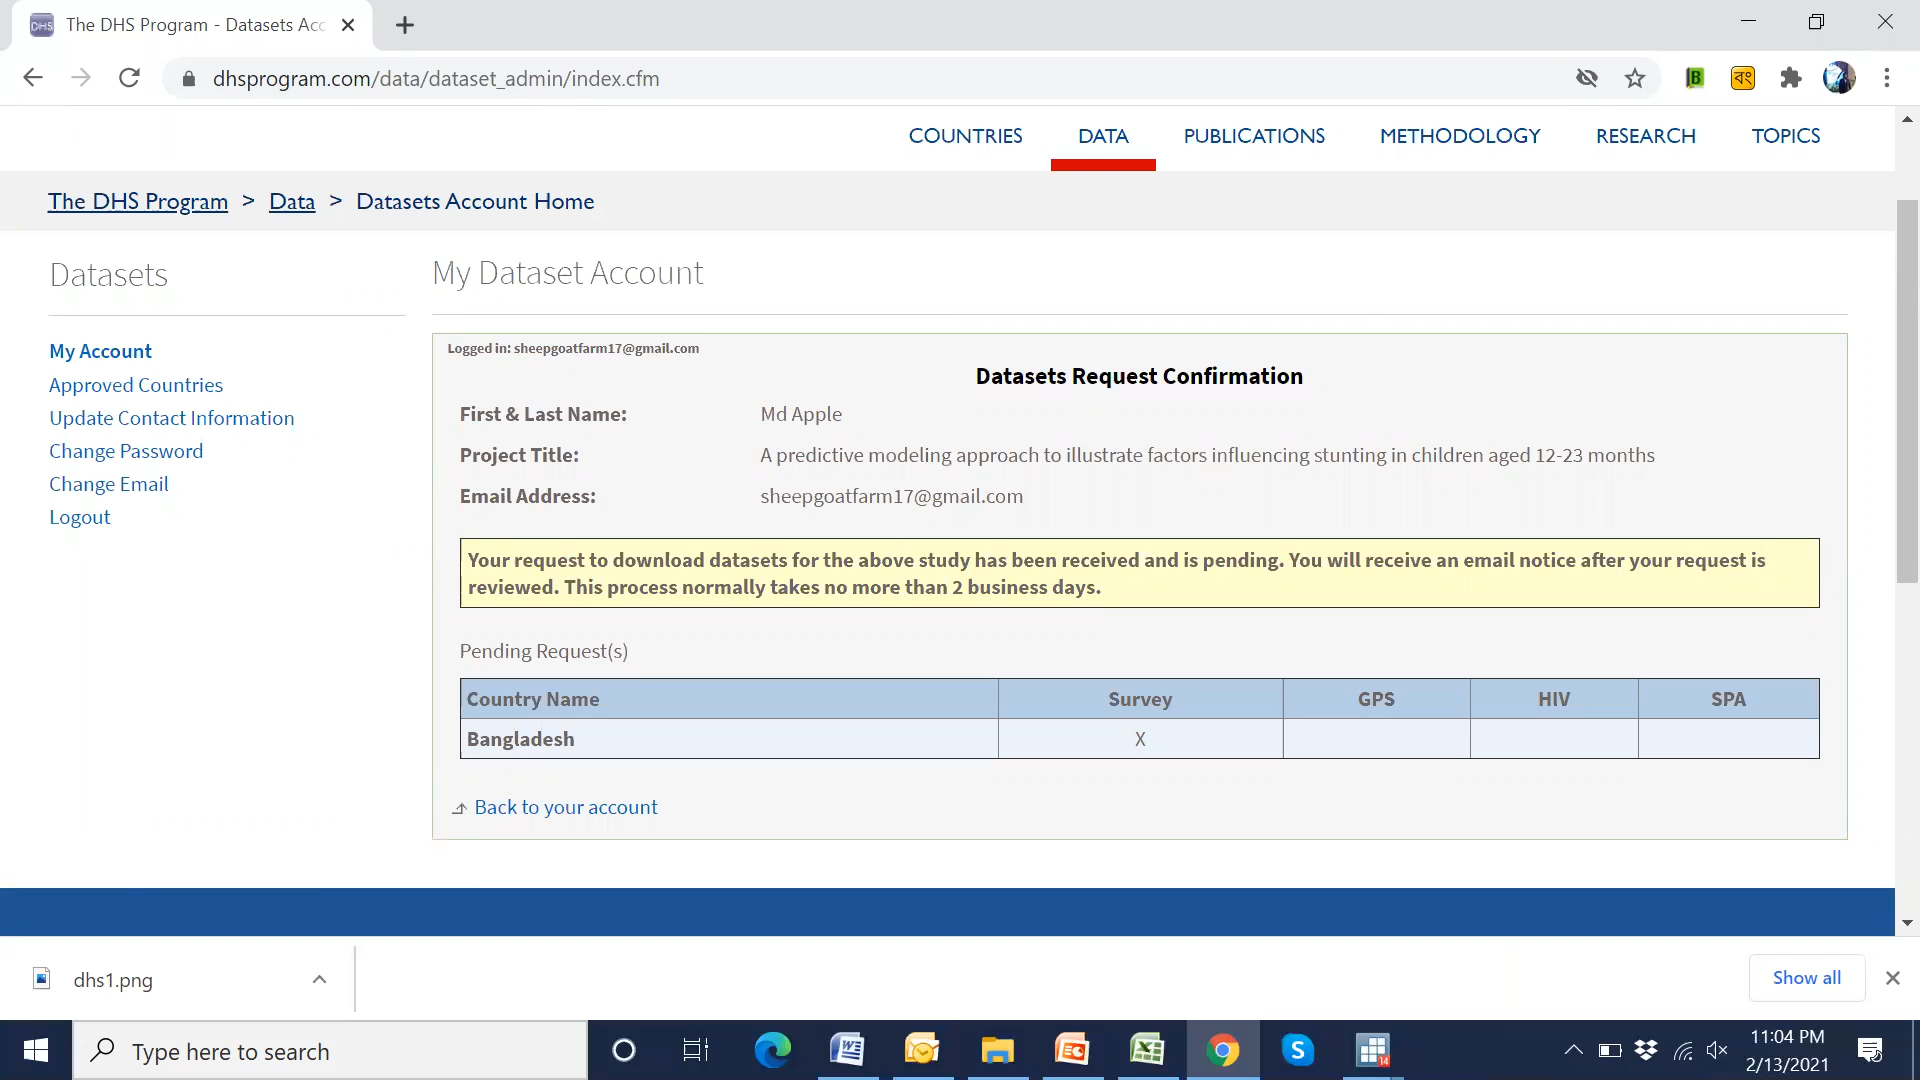 The DHS Program - Datasets Acc
dhsprogram.com/data/dataset_admin/index.cfm
B
বং
COUNTRIES DATA PUBLICATIONS METHODOLOGY RESEARCH TOPICS
The DHS Program > Data > Datasets Account Home
Datasets
My Account
Approved Countries
Update Contact Information
Change Password
Change Email
Logout
My Dataset Account
Logged in: sheepgoatfarm17@gmail.com
Datasets Request Confirmation
First & Last Name: Md Apple
Project Title: A predictive modeling approach to illustrate factors influencing stunting in children aged 12-23 months
Email Address: sheepgoatfarm17@gmail.com
Your request to download datasets for the above study has been received and is pending. You will receive an email notice after your request is
reviewed. This process normally takes no more than 2 business days.
Pending Request(s)
Country Name Survey GPS HIV SPA
Bangladesh X
Back to your account
dhs1.png
Show all
Type here to search
14
11:04 PM
2/13/2021